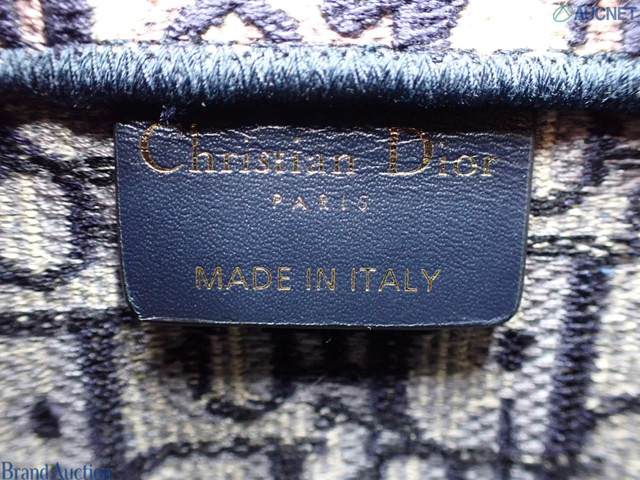 AUCNET
Christian Dior
PARIS
MADE IN ITALY
Brand Auction